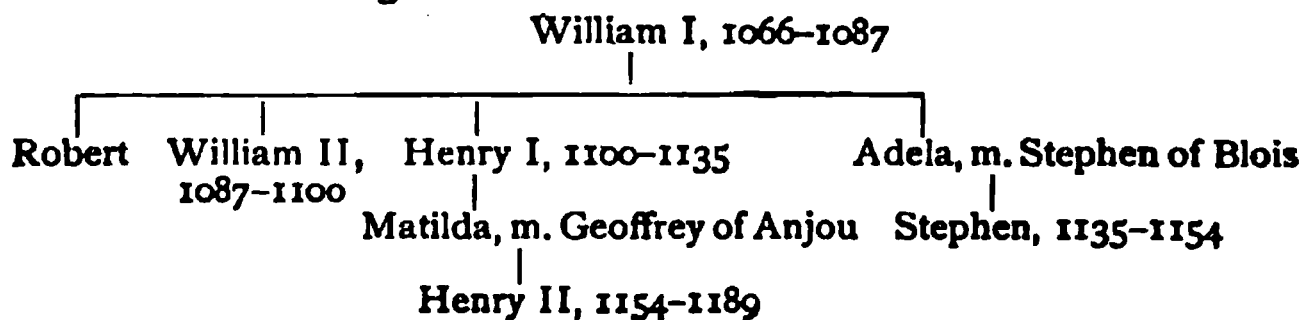 William I, 1066–1087
Robert William II, Henry I, 1100–1135 Adela, m. Stephen of Blois
1087–1100
Matilda, m. Geoffrey of Anjou Stephen, 1135–1154
Henry II, 1154–1189